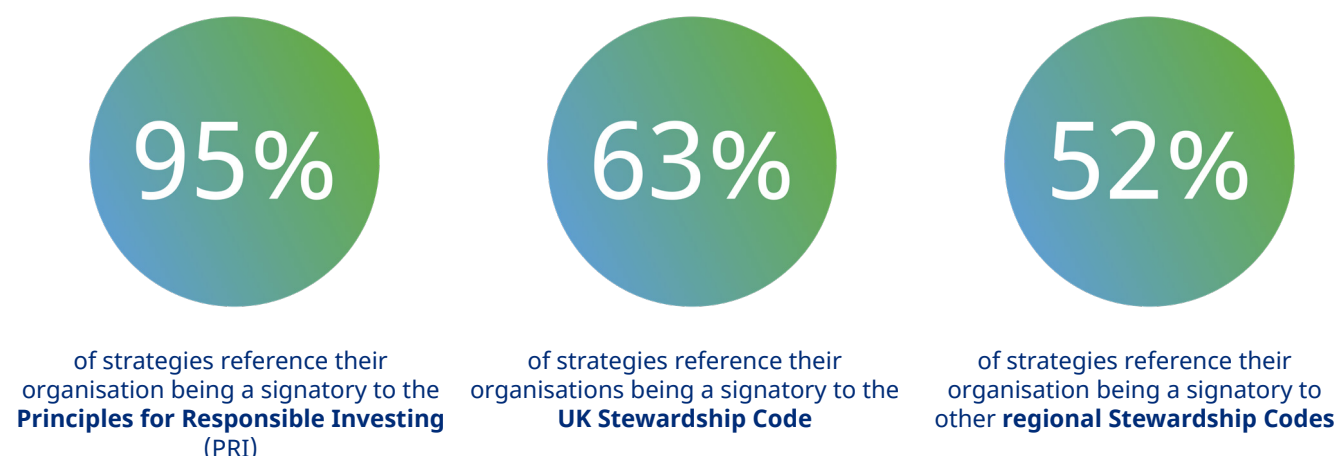 95%
of strategies reference their
organisation being a signatory to the
Principles for Responsible Investing
(PRI)
63%
of strategies reference their
organisations being a signatory to the
UK Stewardship Code
52%
of strategies reference their
organisation being a signatory to
other regional Stewardship Codes